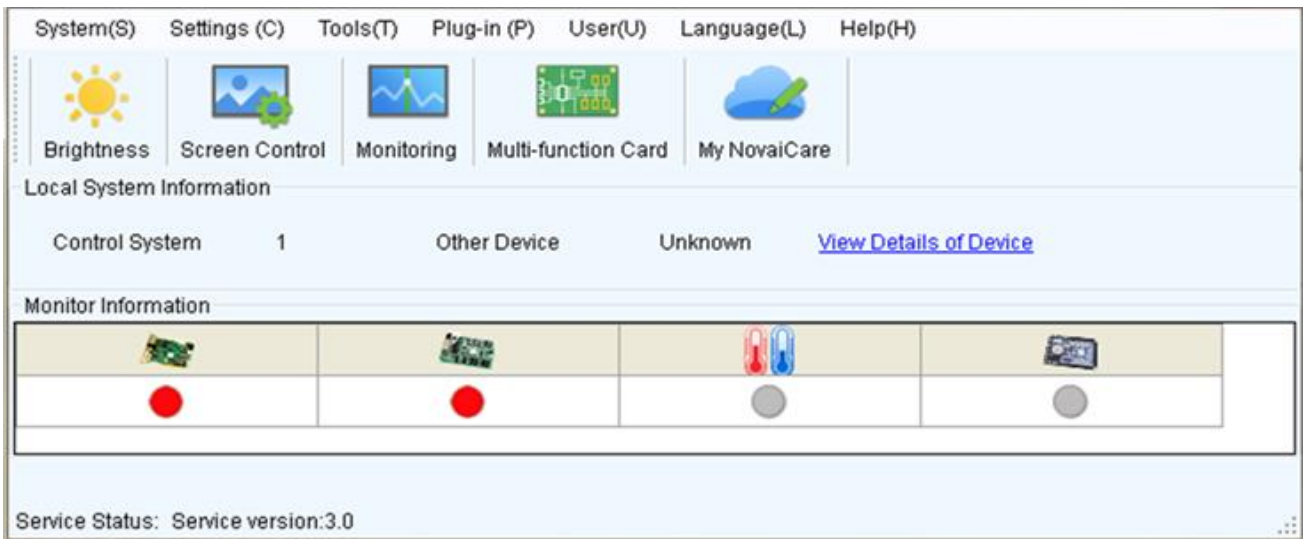 System(S) Settings (C) Tools(T) Plug-in (P) User(U) Language(L) Help(H)
Brightness Screen Control Monitoring Multi-function Card My NovaiCare
Local System Information
Control System 1 Other Device Unknown View Details of Device
Monitor Information
Service Status: Service version:3.0